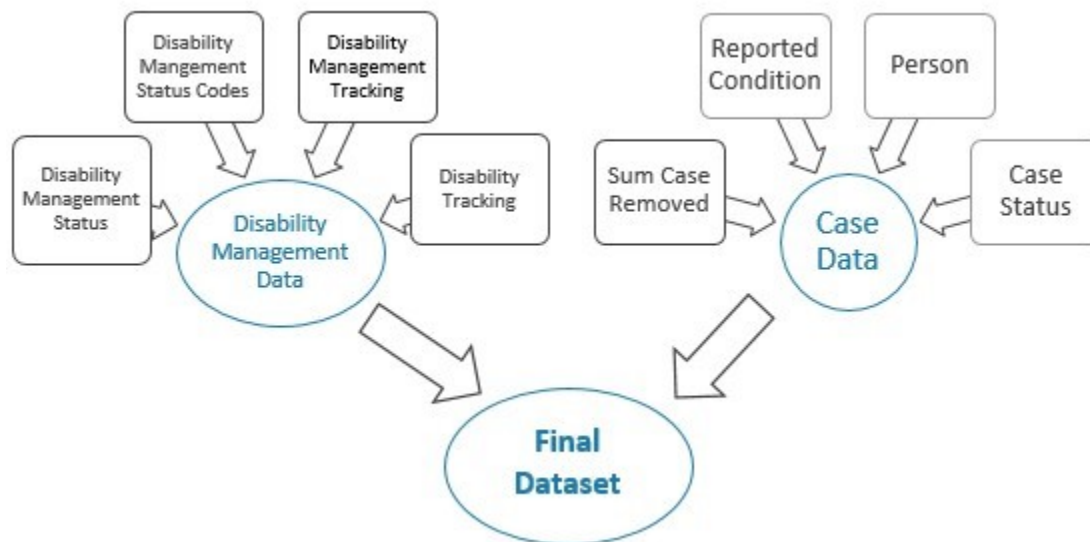 Disability
Mangement
Status Codes
Disability
Management
Tracking
Reported
Condition
Person
Disability
Management
Status
Disability
Tracking
Sum Case
Removed
Case
Status
Disability
Management
Data
Case
Data
Final
Dataset